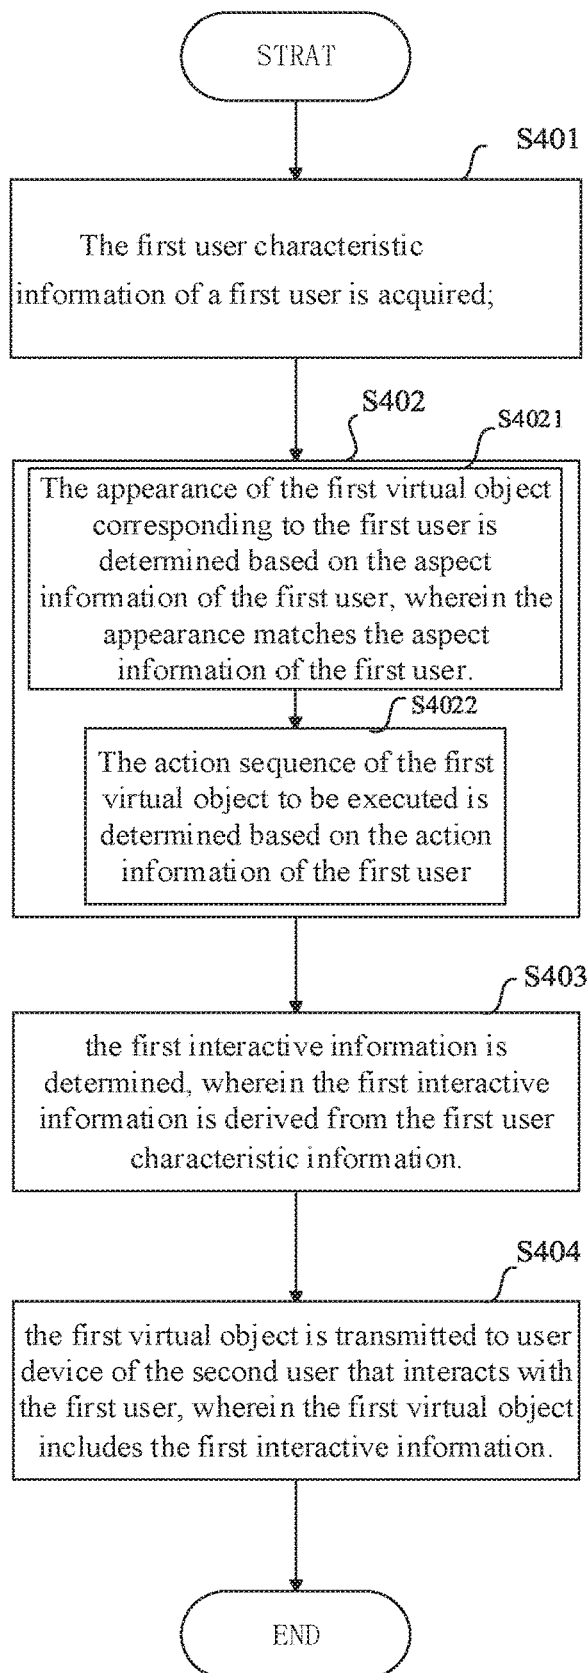 STRAT
S401
The first user characteristic
information of a first user is acquired;
S402
S4021
The appearance of the first virtual object
corresponding to the first user is
determined based on the aspect
information of the first user, wherein the
appearance matches the aspect
information of the first user.
S4022
The action sequence of the first
virtual object to be executed is
determined based on the action
information of the first user
S403
the first interactive information is
determined, wherein the first interactive
information is derived from the first user
characteristic information.
S404
the first virtual object is transmitted to user
device of the second user that interacts with
the first user, wherein the first virtual object
includes the first interactive information.
END